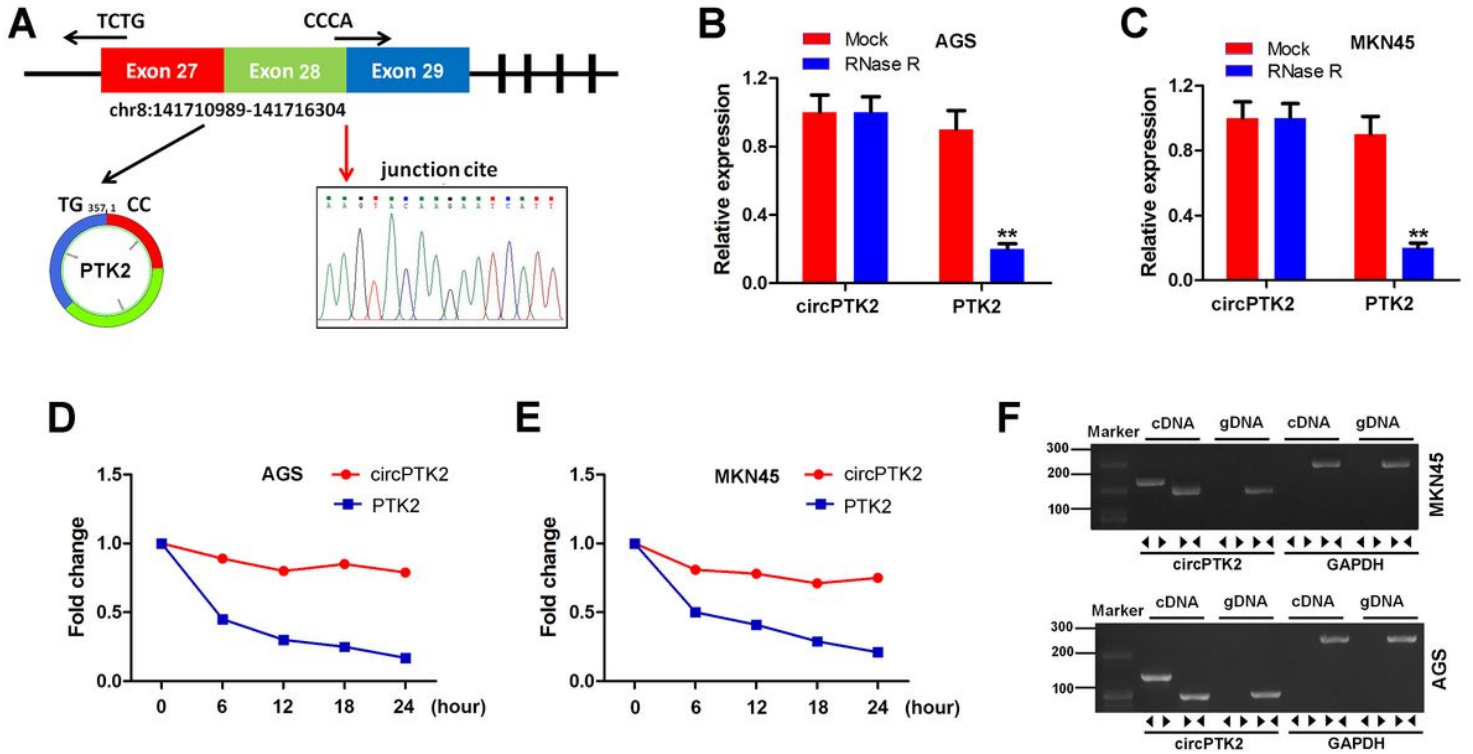 A
TCTG
CCCA
Exon 27
Exon 28
Exon 29
chr8:141710989-141716304
junction cite
TG
357,1
CC
PTK2
A A G T A C A A G A A T C A T T
B
Mock
RNase R
AGS
Relative expression
1.2
0.8
0.4
0.0
**
circPTK2
PTK2
C
Mock
RNase R
MKN45
Relative expression
1.2
0.8
0.4
0.0
**
circPTK2
PTK2
D
AGS
circPTK2
PTK2
Fold change
1.5
1.0
0.5
0.0
0 6 12 18 24 (hour)
E
MKN45
circPTK2
PTK2
Fold change
1.5
1.0
0.5
0.0
0 6 12 18 24 (hour)
F
Marker cDNA gDNA cDNA gDNA
300
200
100
MKN45
circPTK2 GAPDH
Marker cDNA gDNA cDNA gDNA
300
200
100
AGS
circPTK2 GAPDH